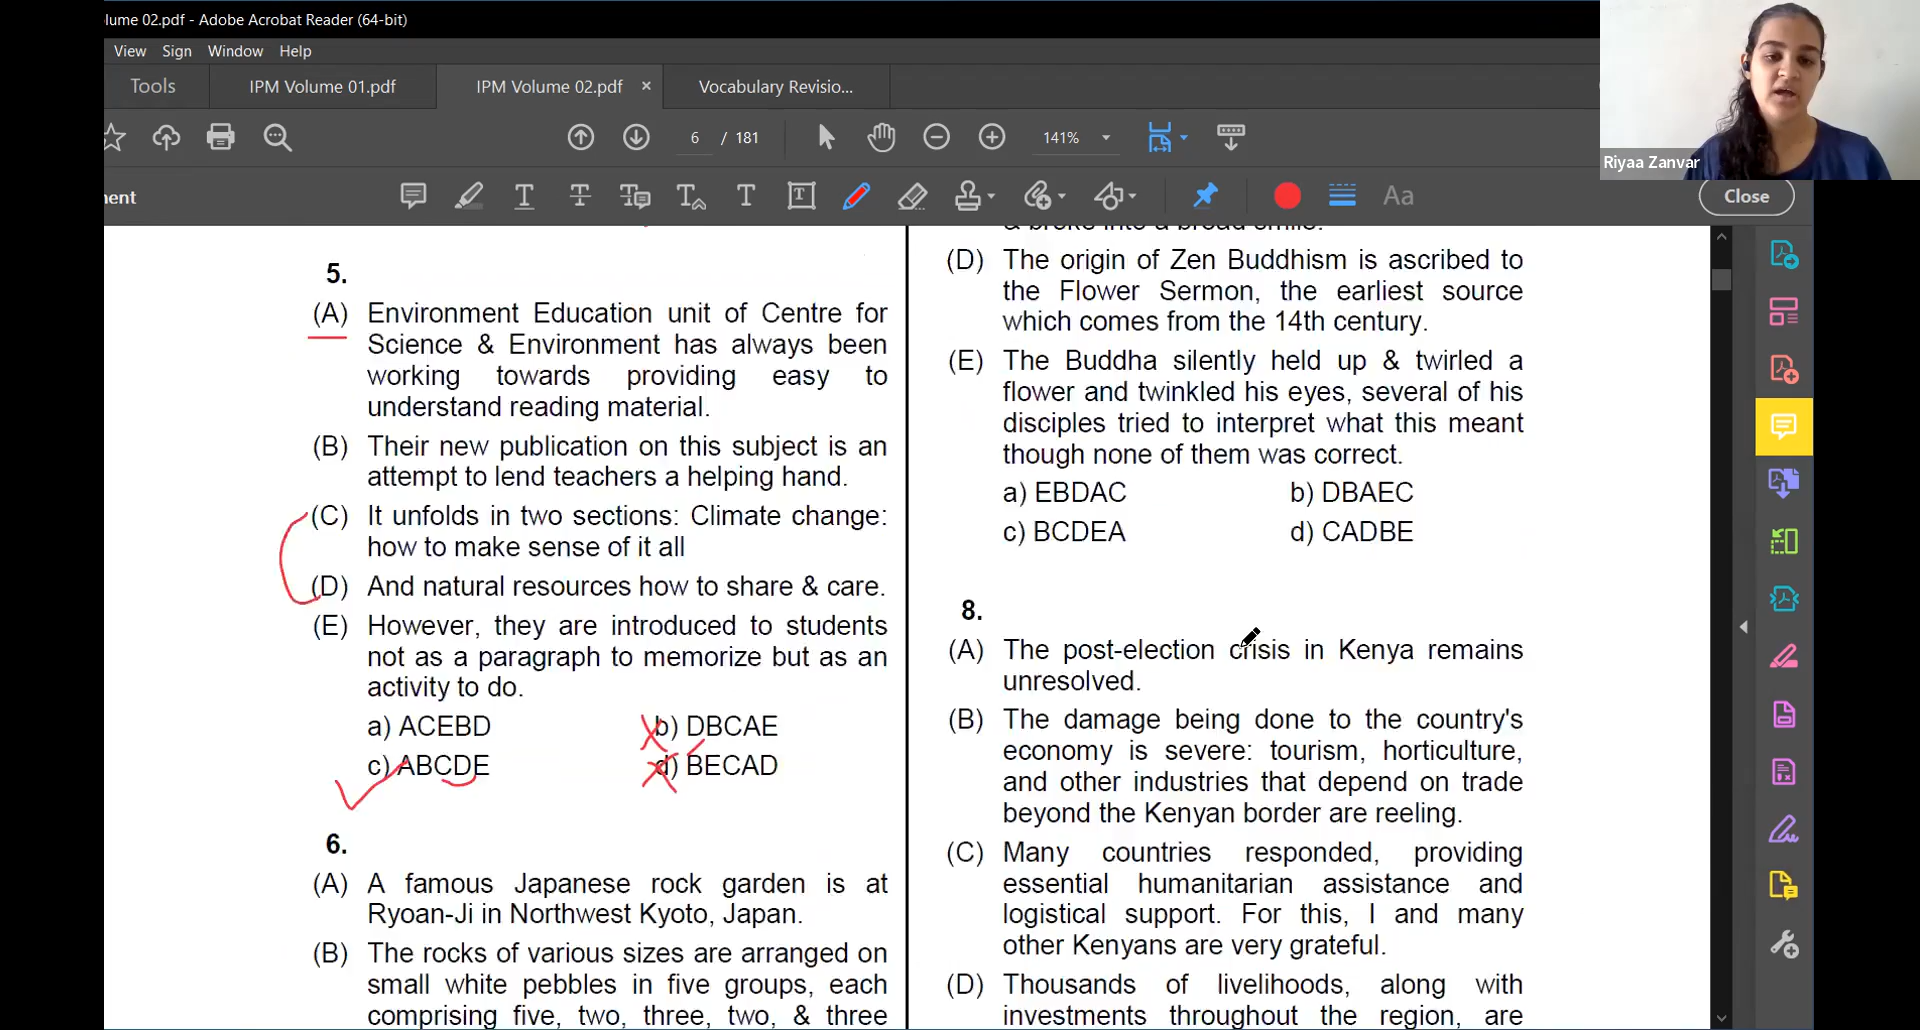 lume 02.pdf - Adobe Acrobat Reader (64-bit)
View Sign Window Help
Tools IPM Volume 01.pdf IPM Volume 02.pdf × Vocabulary Revisio...
6 / 181 141%
ment Aa Close
Riyaa Zanvar
5.
(A) Environment Education unit of Centre for
Science & Environment has always been
working towards providing easy to
understand reading material.
(B) Their new publication on this subject is an
attempt to lend teachers a helping hand.
(C) It unfolds in two sections: Climate change:
how to make sense of it all
(D) And natural resources how to share & care.
(E) However, they are introduced to students
not as a paragraph to memorize but as an
activity to do.
a) ACEBD b) DBCAE
c) ABCDE d) BECAD
6.
(A) A famous Japanese rock garden is at
Ryoan-Ji in Northwest Kyoto, Japan.
(B) The rocks of various sizes are arranged on
small white pebbles in five groups, each
comprising five, two, three, two, & three
& broke into a broad smile.
(D) The origin of Zen Buddhism is ascribed to
the Flower Sermon, the earliest source
which comes from the 14th century.
(E) The Buddha silently held up & twirled a
flower and twinkled his eyes, several of his
disciples tried to interpret what this meant
though none of them was correct.
a) EBDAC b) DBAEC
c) BCDEA d) CADBE
8.
(A) The post-election crisis in Kenya remains
unresolved.
(B) The damage being done to the country's
economy is severe: tourism, horticulture,
and other industries that depend on trade
beyond the Kenyan border are reeling.
(C) Many countries responded, providing
essential humanitarian assistance and
logistical support. For this, I and many
other Kenyans are very grateful.
(D) Thousands of livelihoods, along with
investments throughout the region, are